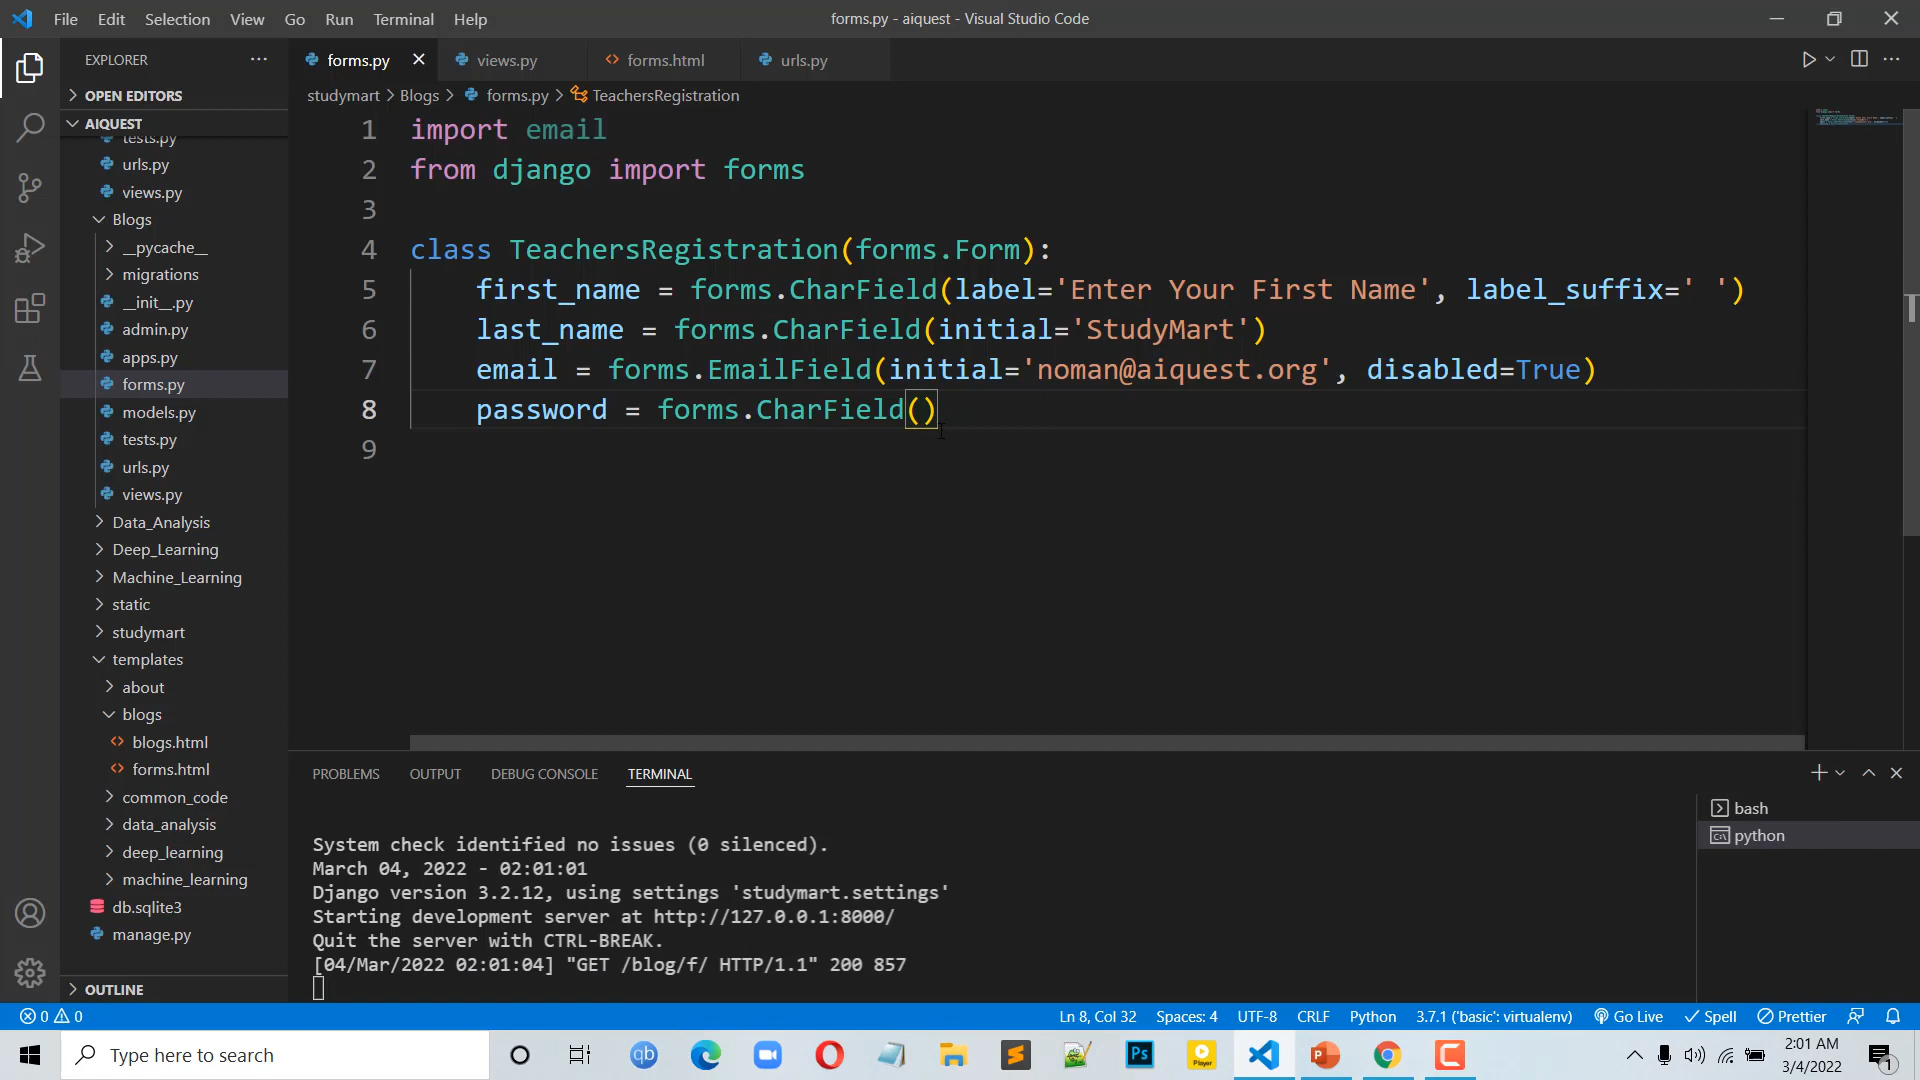 File Edit Selection View Go Run Terminal Help
forms.py - aiquest - Visual Studio Code
EXPLORER
forms.py views.py forms.html urls.py
OPEN EDITORS
AIQUEST
tests.py
urls.py
views.py
Blogs
__pycache__
migrations
__init__.py
admin.py
apps.py
forms.py
models.py
tests.py
urls.py
views.py
Data_Analysis
Deep_Learning
Machine_Learning
static
studymart
templates
about
blogs
blogs.html
forms.html
common_code
data_analysis
deep_learning
machine_learning
db.sqlite3
manage.py
OUTLINE
studymart > Blogs > forms.py > TeachersRegistration
1 import email
2 from django import forms
3
4 class TeachersRegistration(forms.Form):
5 first_name = forms.CharField(label='Enter Your First Name', label_suffix=' ')
6 last_name = forms.CharField(initial='StudyMart')
7 email = forms.EmailField(initial='noman@aiquest.org', disabled=True)
8 password = forms.CharField()
9
PROBLEMS OUTPUT DEBUG CONSOLE TERMINAL
System check identified no issues (0 silenced).
March 04, 2022 - 02:01:01
Django version 3.2.12, using settings 'studymart.settings'
Starting development server at http://127.0.0.1:8000/
Quit the server with CTRL-BREAK.
[04/Mar/2022 02:01:04] "GET /blog/f/ HTTP/1.1" 200 857
bash
python
0 0
Ln 8, Col 32 Spaces: 4 UTF-8 CRLF Python 3.7.1 ('basic': virtualenv) Go Live Spell Prettier
Type here to search
qb
Ps
Player
P
2:01 AM
3/4/2022
1